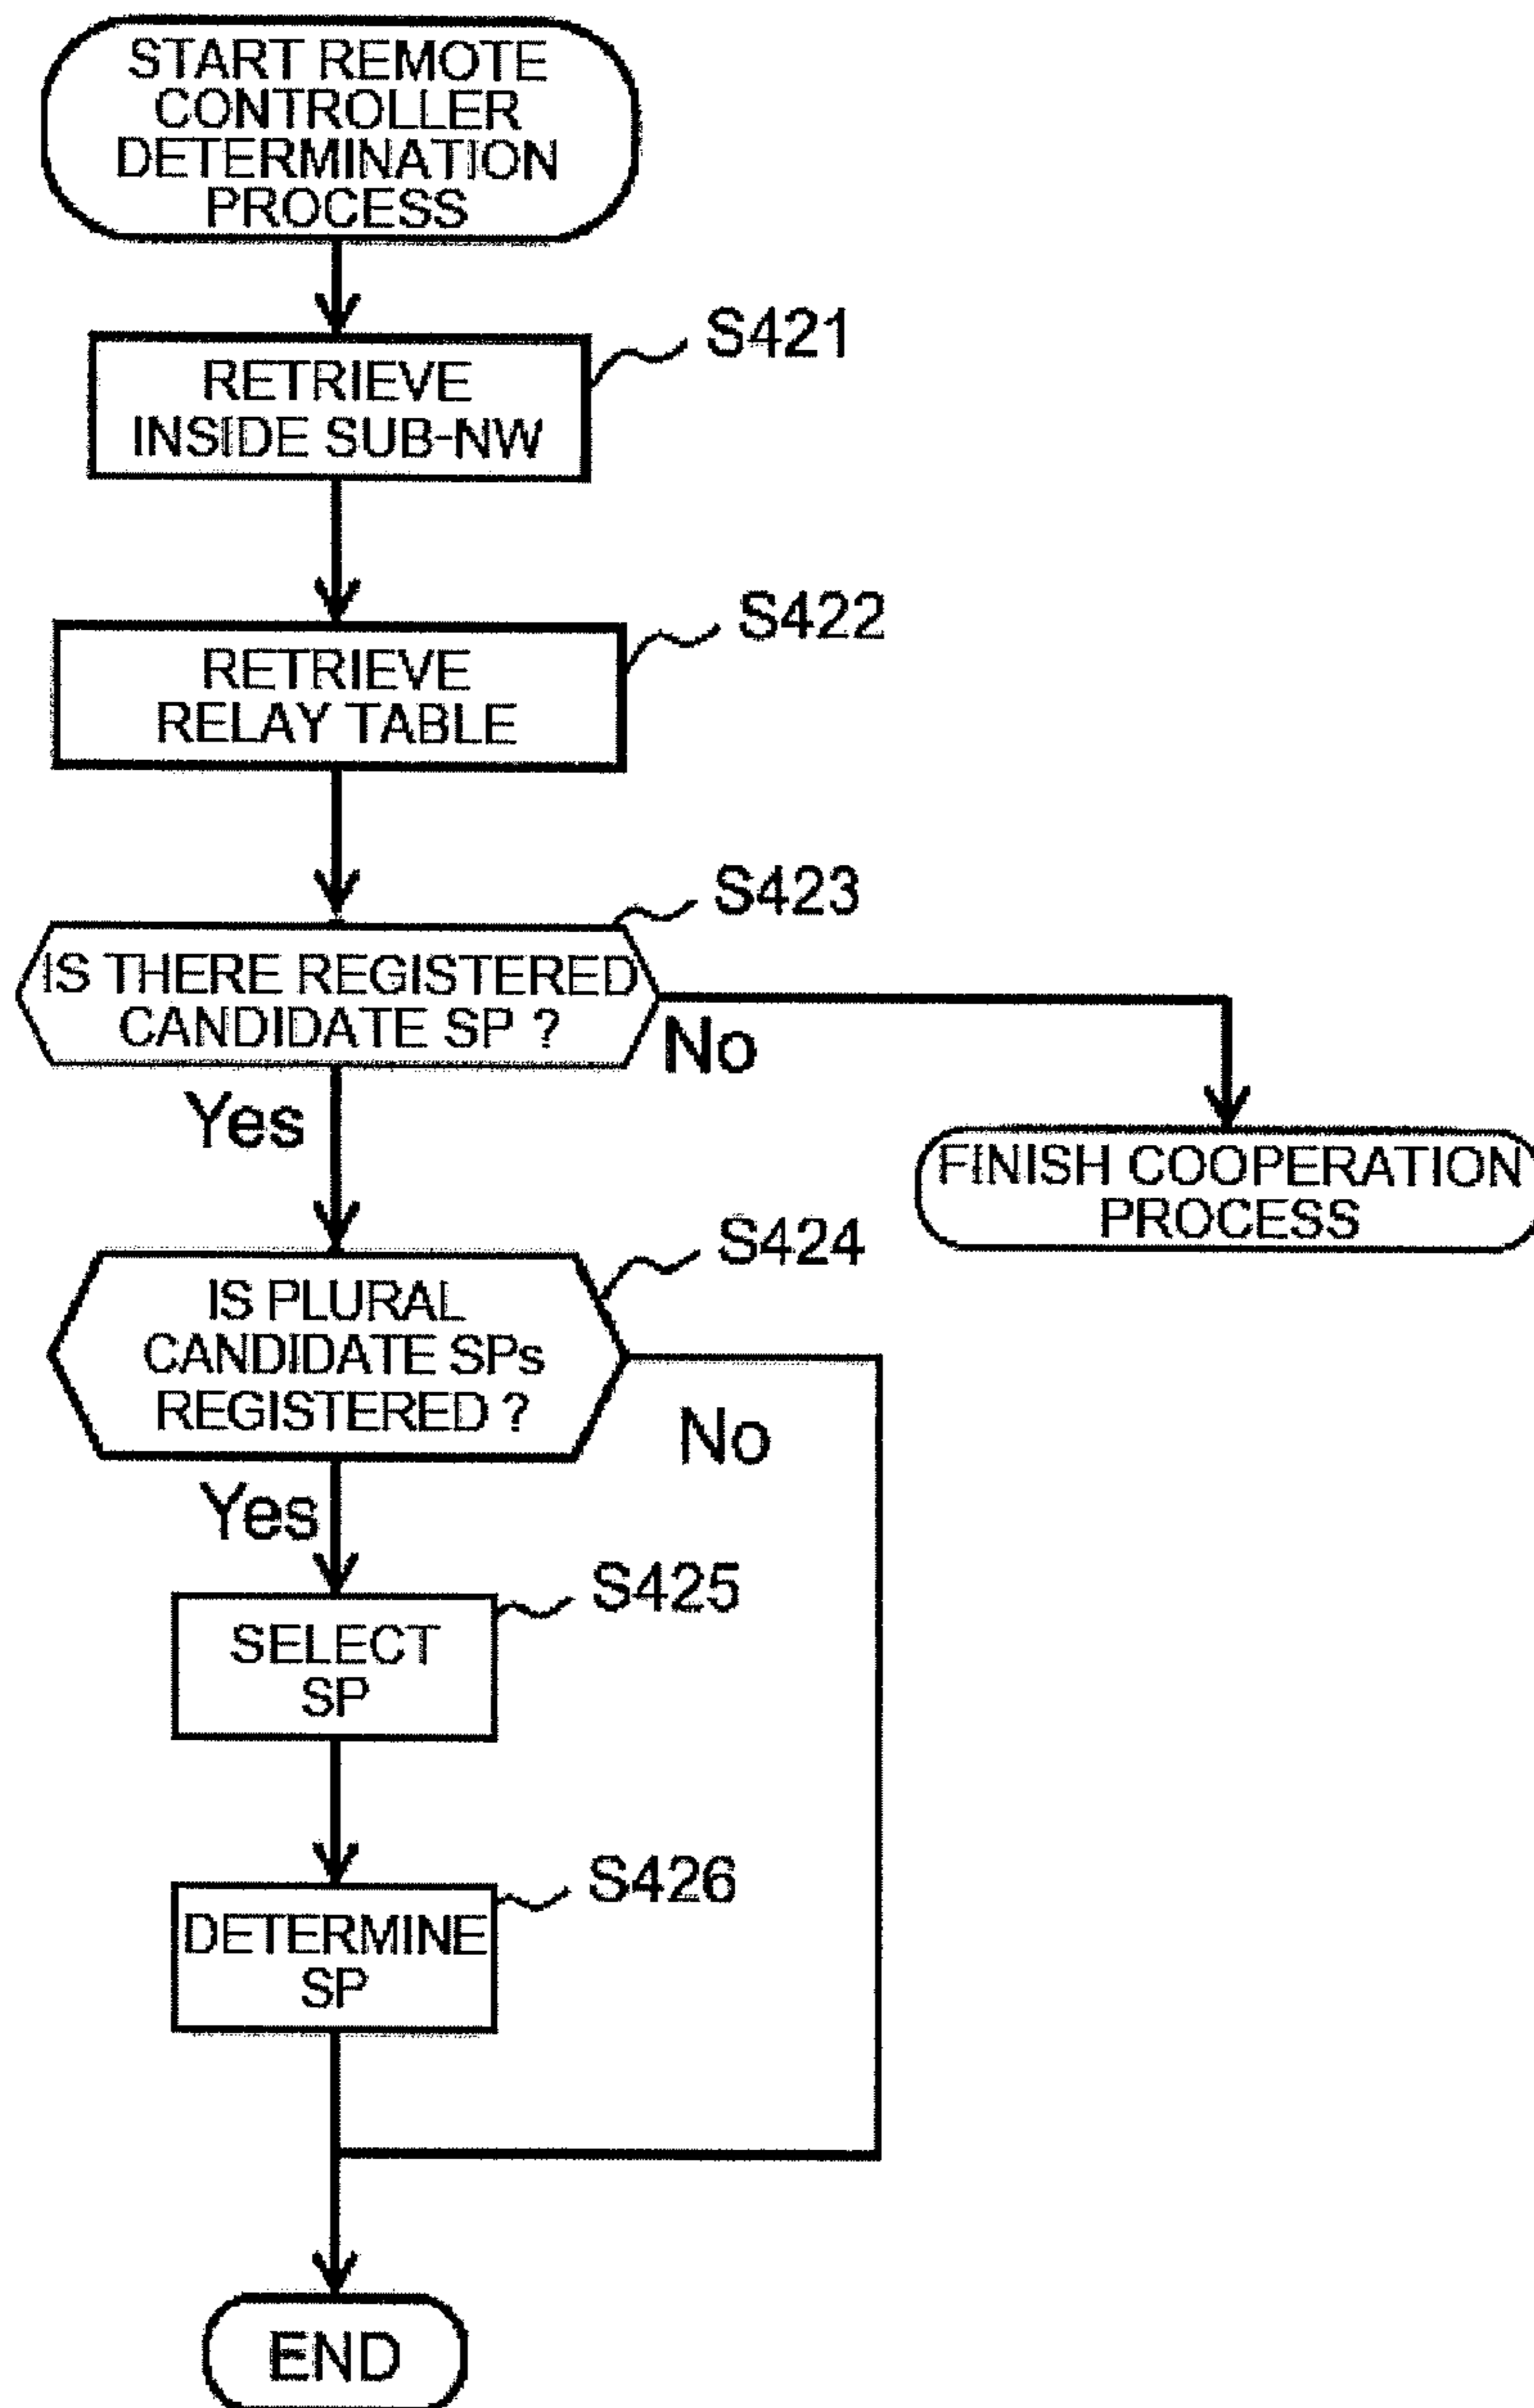 START REMOTE
CONTROLLER
DETERMINATION
PROCESS
S421
RETRIEVE
INSIDE SUB-NW
S422
RETRIEVE
RELAY TABLE
S423
IS THERE REGISTERED
CANDIDATE SP ?
No
Yes
FINISH COOPERATION
PROCESS
S424
IS PLURAL
CANDIDATE SPs
REGISTERED ?
No
Yes
S425
SELECT
SP
S426
DETERMINE
SP
END